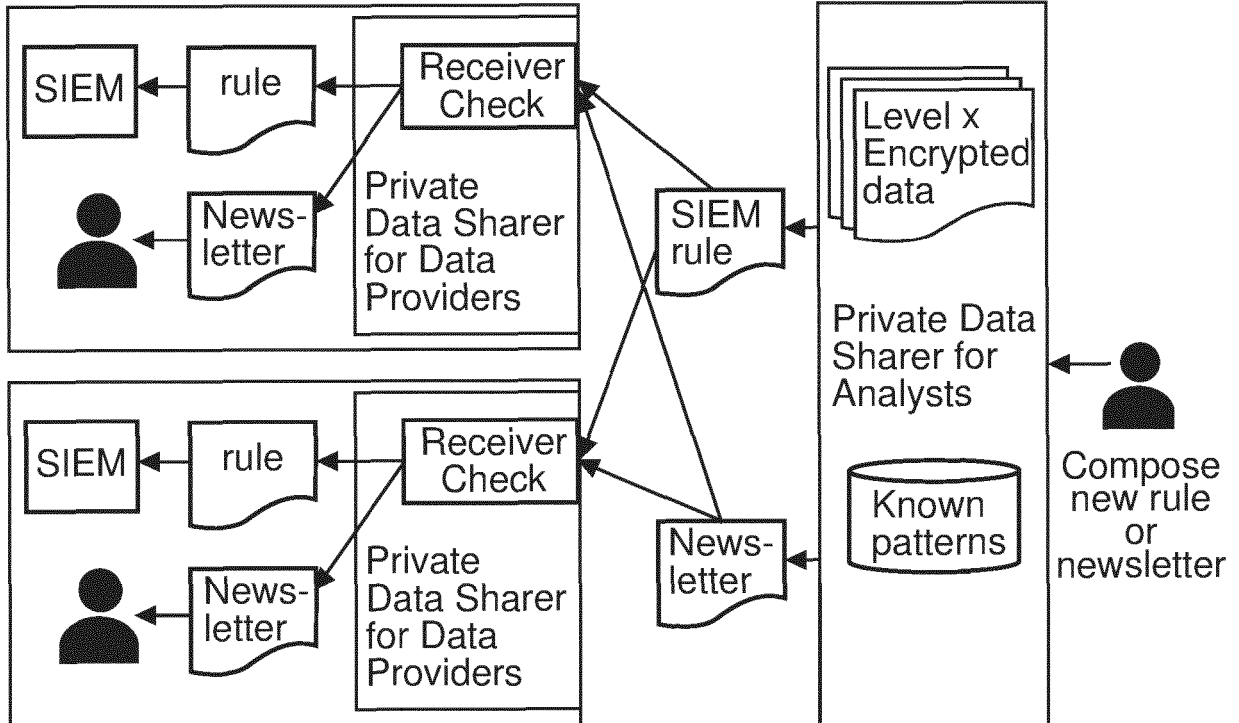 SIEM
rule
Receiver
Check
News-
letter
Private
Data Sharer
for Data
Providers
SIEM
rule
Receiver
Check
News-
letter
Private
Data Sharer
for Data
Providers
SIEM
rule
News-
letter
Level x
Encrypted
data
Private Data
Sharer for
Analysts
Known
patterns
Compose
new rule
or
newsletter